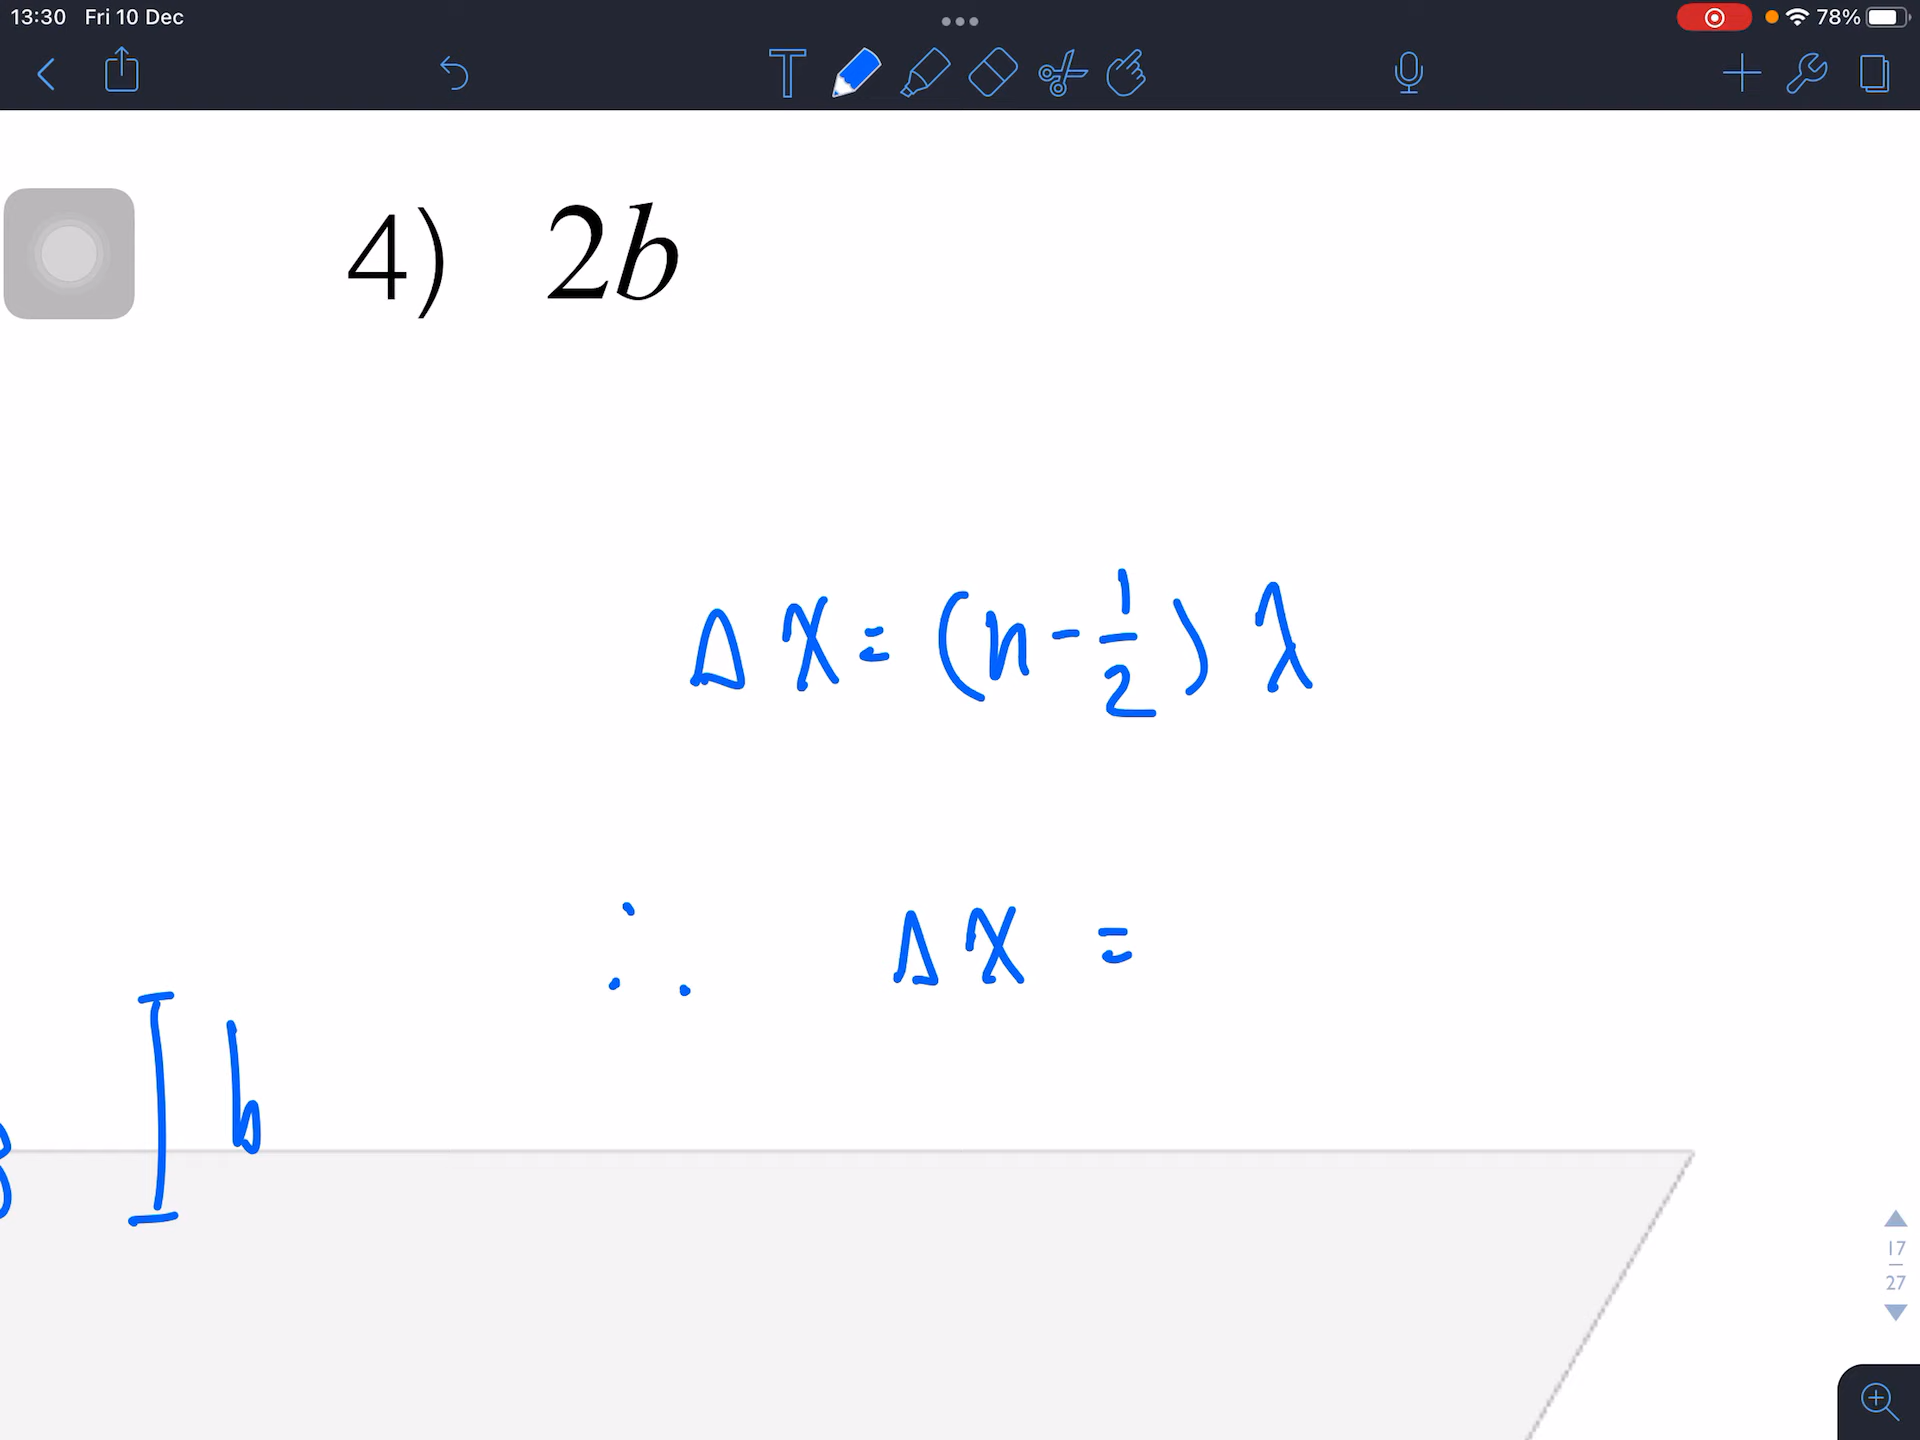 13:30 Fri 10 Dec
78%
T
4) 2b
Δx = (n - 1/2) λ
∴ Δx =
b
17
27